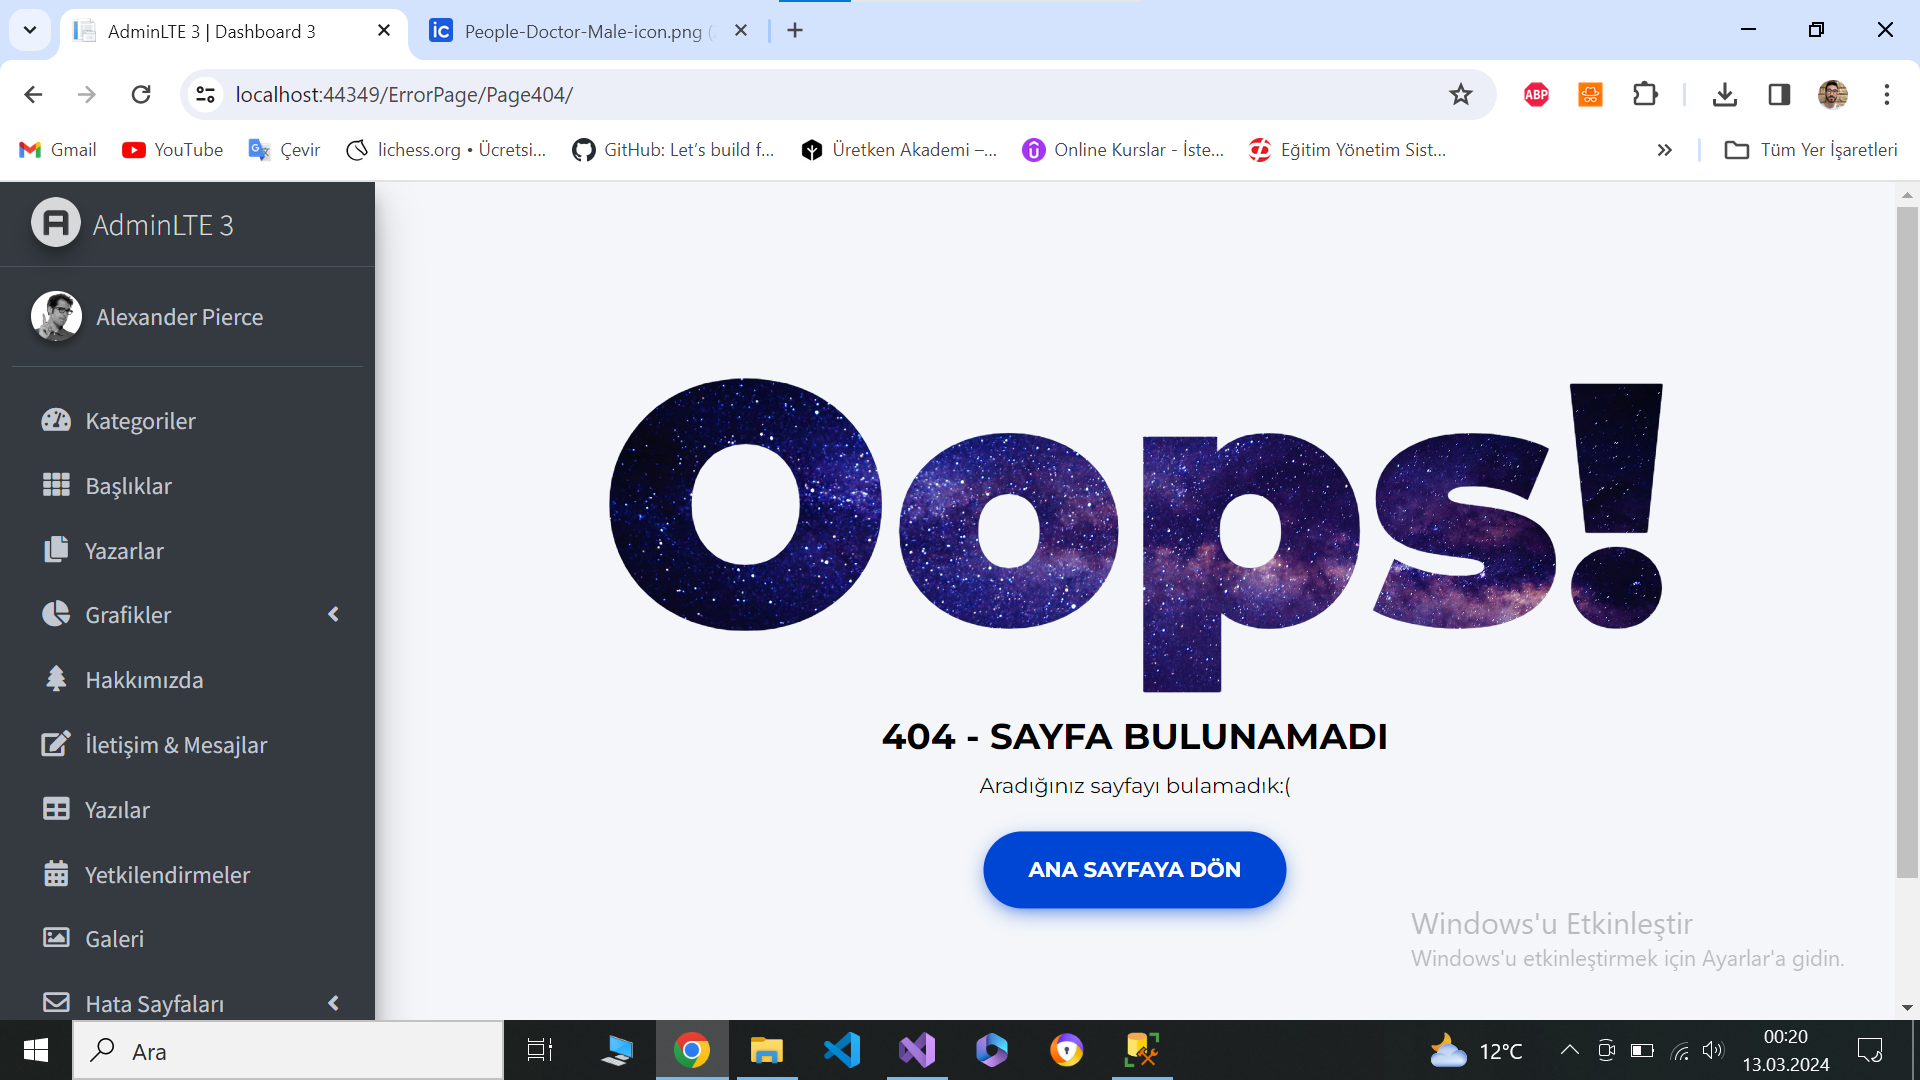 AdminLTE 3 | Dashboard 3
People-Doctor-Male-icon.png
localhost:44349/ErrorPage/Page404/
ABP
Gmail
YouTube
Çevir
lichess.org • Ücretsi...
GitHub: Let's build f...
Üretken Akademi –...
Online Kurslar - İste...
Eğitim Yönetim Sist...
Tüm Yer İşaretleri
AdminLTE 3
Alexander Pierce
Kategoriler
Başlıklar
Yazarlar
Grafikler
Hakkımızda
İletişim & Mesajlar
Yazılar
Yetkilendirmeler
Galeri
Hata Sayfaları
Oops!
404 - SAYFA BULUNAMADI
Aradığınız sayfayı bulamadık:(
ANA SAYFAYA DÖN
Windows'u Etkinleştir
Windows'u etkinleştirmek için Ayarlar'a gidin.
Ara
12°C
00:20
13.03.2024